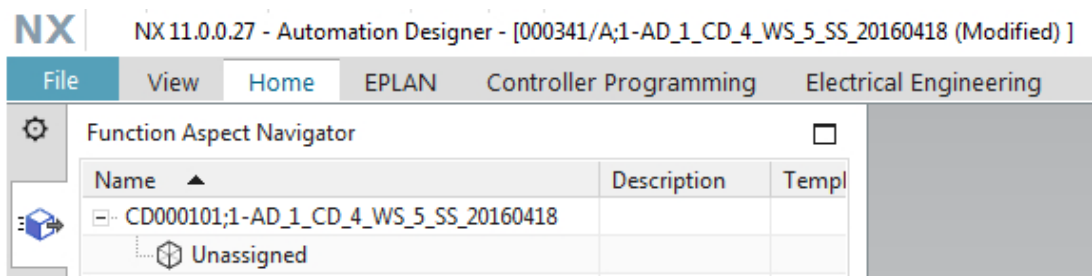 NX NX 11.0.0.27 - Automation Designer - [000341/A;1-AD_1_CD_4_WS_5_SS_20160418 (Modified) ]
File View Home EPLAN Controller Programming Electrical Engineering
Function Aspect Navigator
Name Description Templ
CD000101;1-AD_1_CD_4_WS_5_SS_20160418
Unassigned